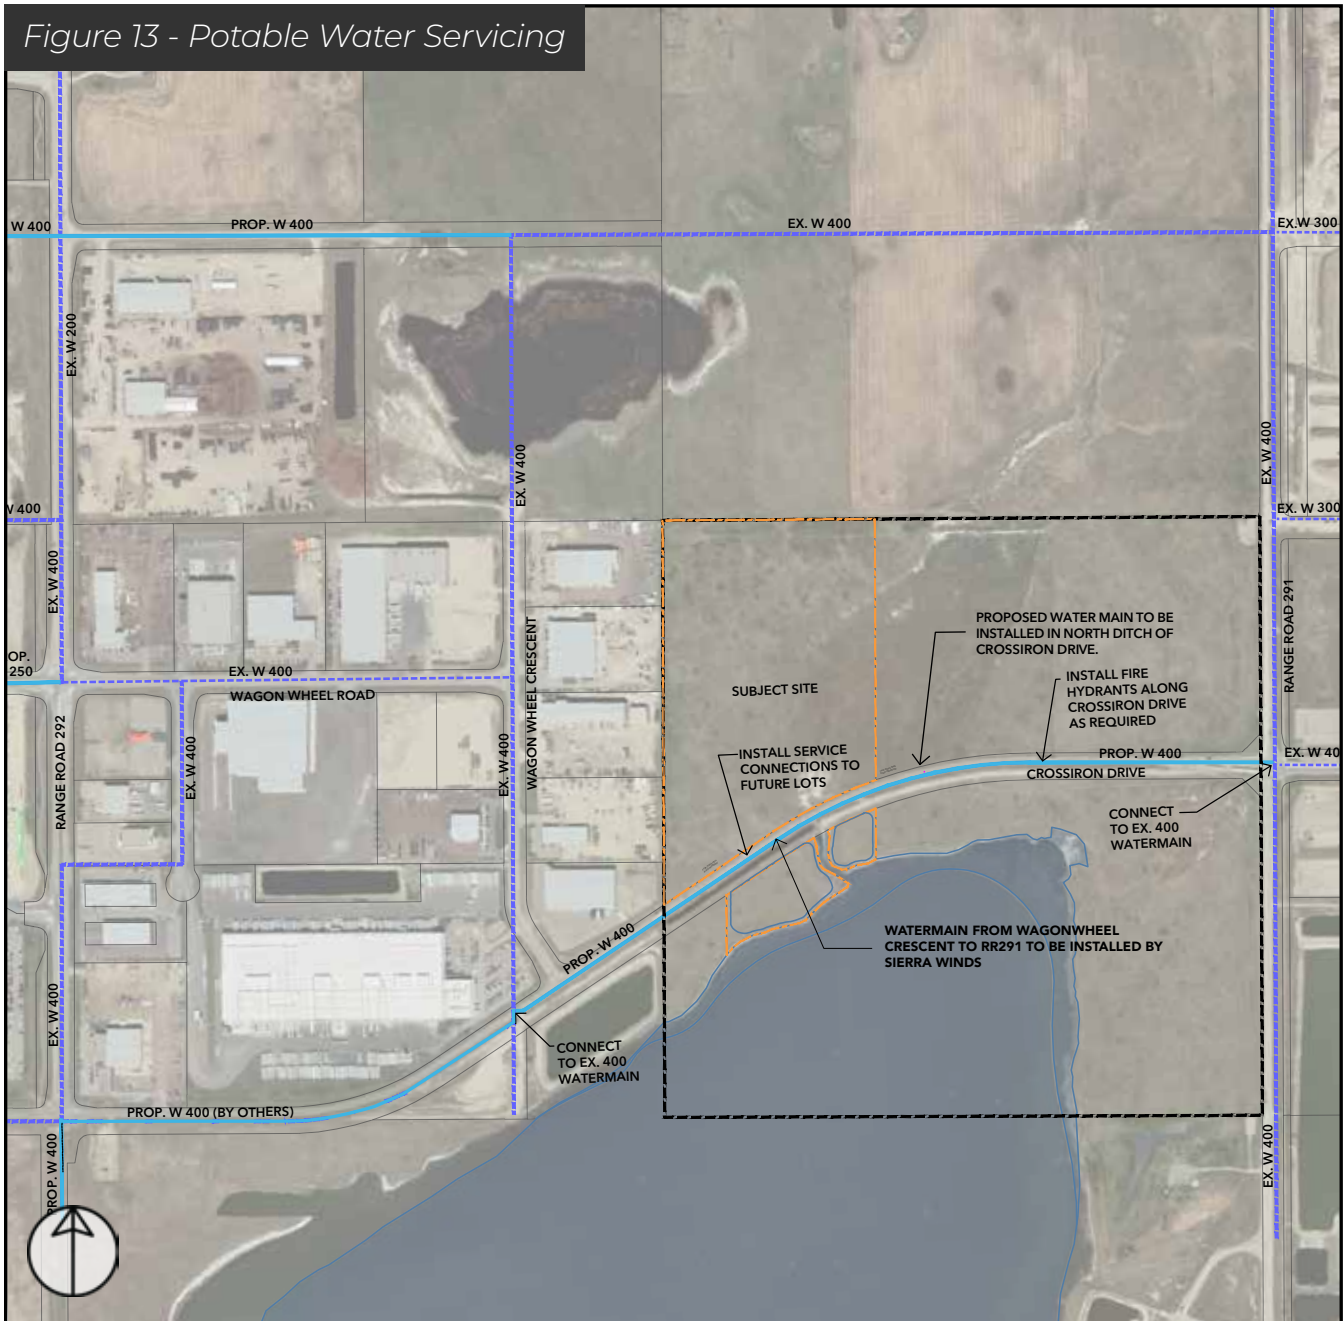 Figure 13 - Potable Water Servicing
W 400
PROP. W 400
EX. W 400
EX. W 300
EX. W 200
EX. W 400
EX. W 400
W 400
EX. W 300
EX. W 400
OP.
250
EX. W 400
WAGON WHEEL ROAD
WAGON WHEEL CRESCENT
RANGE ROAD 292
RANGE ROAD 291
EX. W 400
EX. W 400
SUBJECT SITE
PROPOSED WATER MAIN TO BE
INSTALLED IN NORTH DITCH OF
CROSSIRON DRIVE.
INSTALL FIRE
HYDRANTS ALONG
CROSSIRON DRIVE
AS REQUIRED
INSTALL SERVICE
CONNECTIONS TO
FUTURE LOTS
PROP. W 400
CROSSIRON DRIVE
EX. W 40
CONNECT
TO EX. 400
WATERMAIN
WATERMAIN FROM WAGONWHEEL
CRESCENT TO RR291 TO BE INSTALLED BY
SIERRA WINDS
PROP. W 400
EX. W 400
CONNECT
TO EX. 400
WATERMAIN
PROP. W 400 (BY OTHERS)
PROP. W 400
EX. W 400